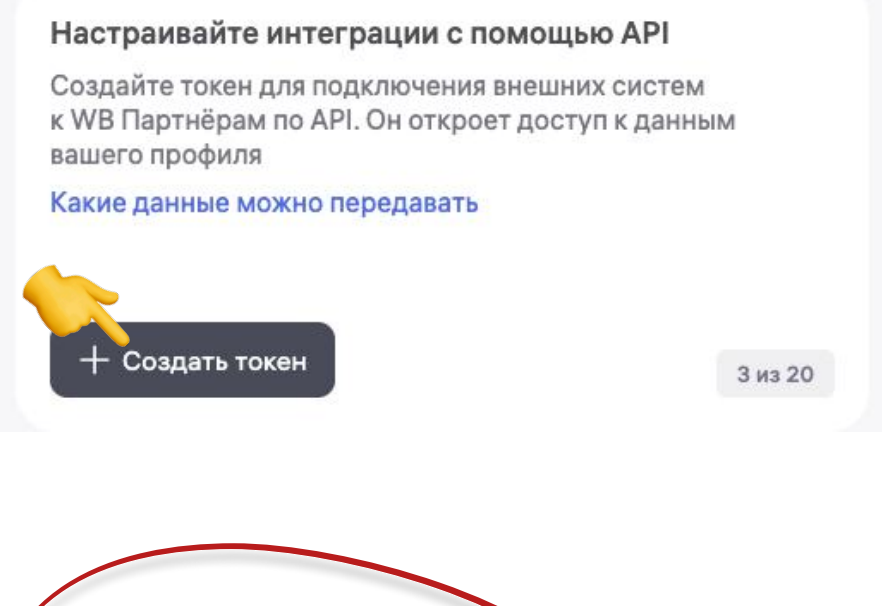 Настраивайте интеграции с помощью API
Создайте токен для подключения внешних систем
к WB Партнёрам по API. Он откроет доступ к данным
вашего профиля
Какие данные можно передавать
+ Создать токен
3 из 20